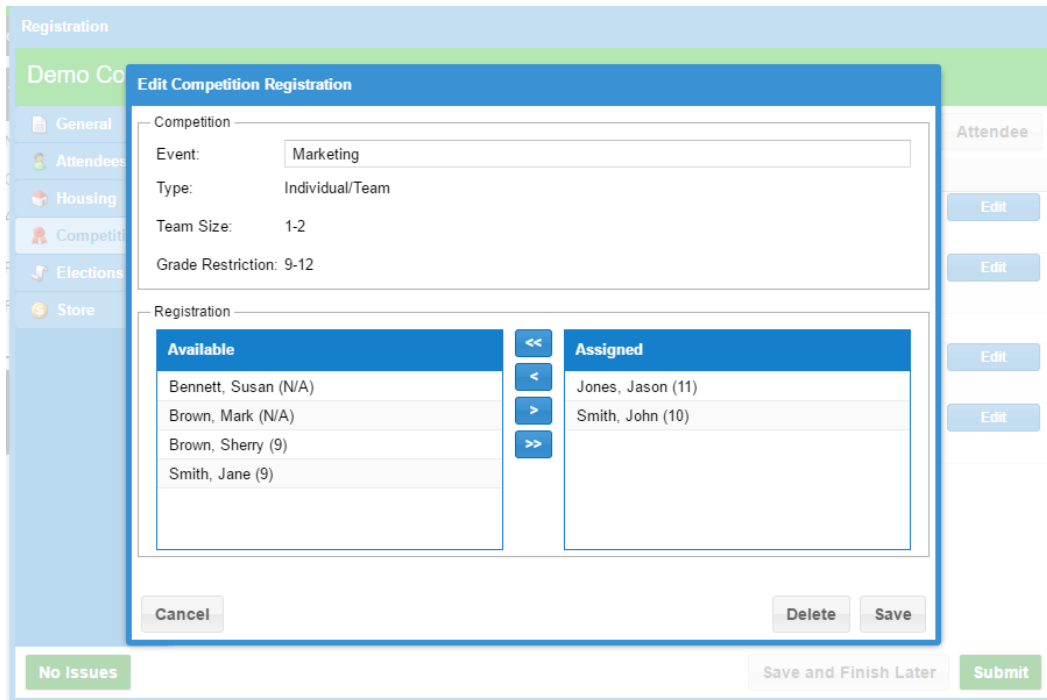 Registration
Demo Co
Edit Competition Registration
General
Attendees
Housing
Competiti
Elections
Store
Attendee
Edit
Edit
Edit
Edit
Competition
Event: Marketing
Type: Individual/Team
Team Size: 1-2
Grade Restriction: 9-12
Registration
Available
Bennett, Susan (N/A)
Brown, Mark (N/A)
Brown, Sherry (9)
Smith, Jane (9)
<<
<
>
>>
Assigned
Jones, Jason (11)
Smith, John (10)
Cancel
Delete
Save
No Issues
Save and Finish Later
Submit